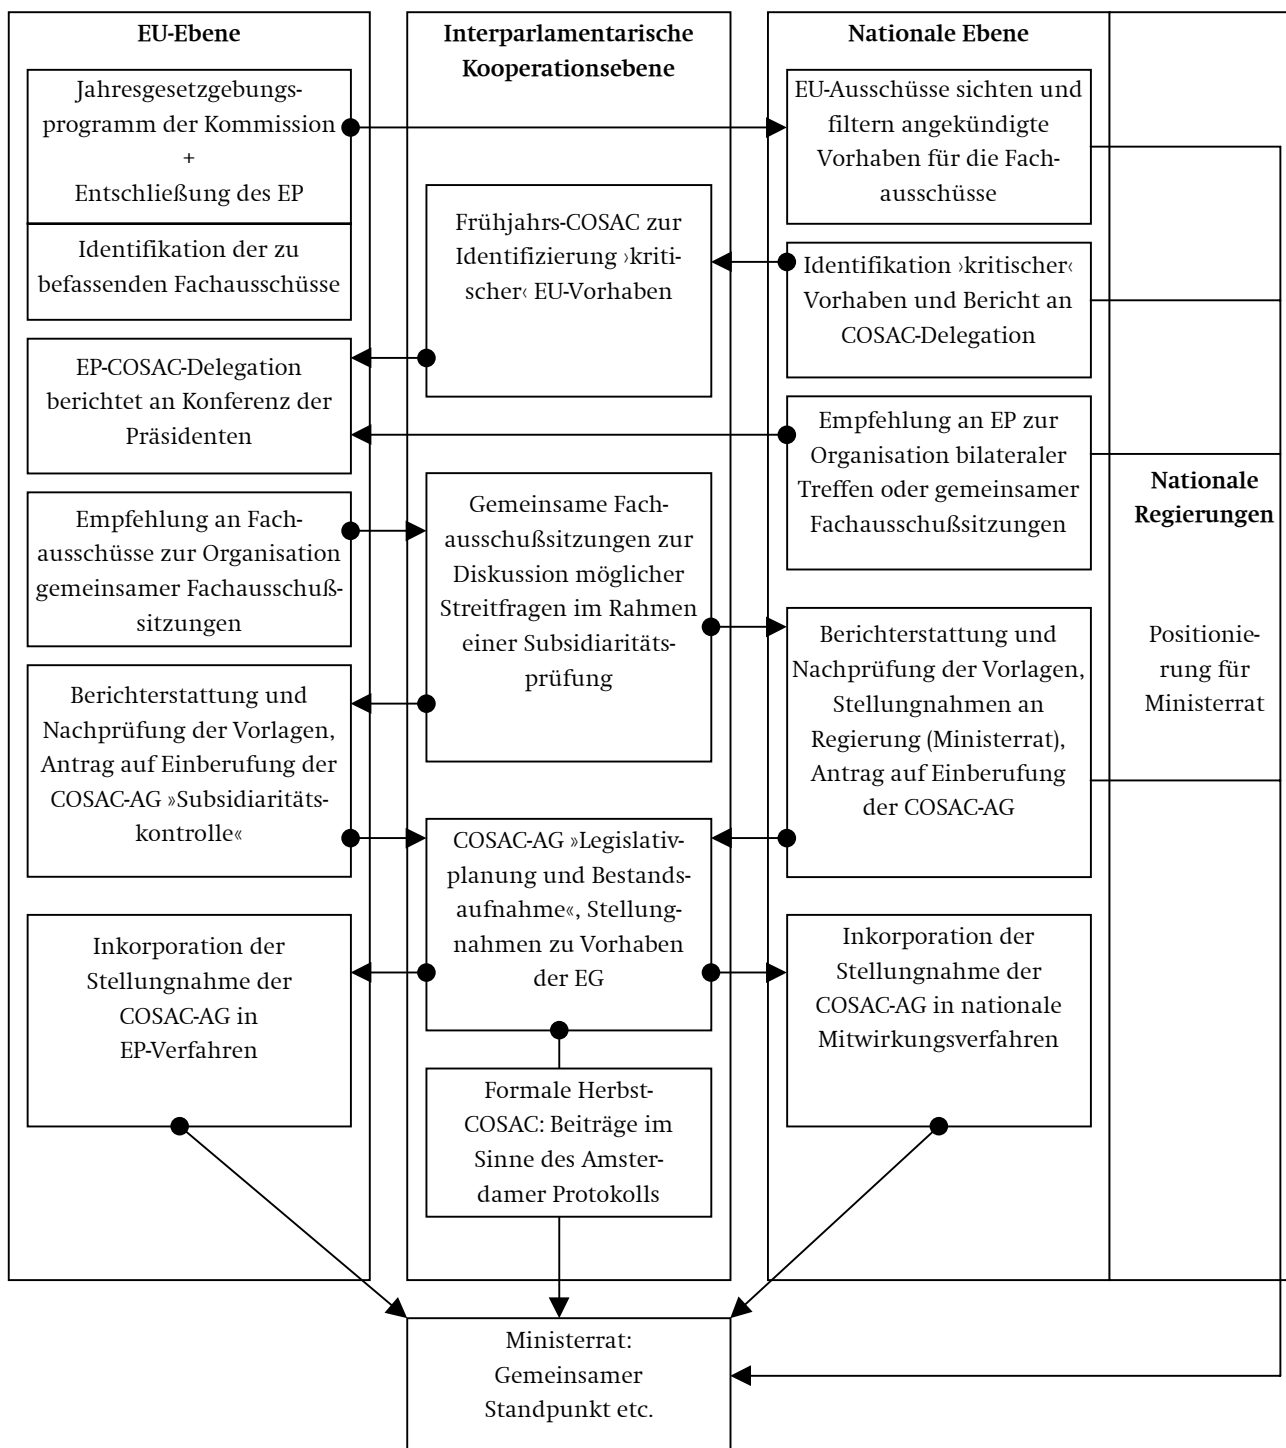 EU-Ebene
Jahresgesetzgebungs-
programm der Kommission
+
Entschließung des EP
Identifikation der zu
befassenden Fachausschüsse
EP-COSAC-Delegation
berichtet an Konferenz der
Präsidenten
Empfehlung an Fach-
ausschüsse zur Organisation
gemeinsamer Fachausschuß-
sitzungen
Berichterstattung und
Nachprüfung der Vorlagen,
Antrag auf Einberufung der
COSAC-AG »Subsidiaritäts-
kontrolle«
Inkorporation der
Stellungnahme der
COSAC-AG in
EP-Verfahren
Interparlamentarische
Kooperationsebene
Frühjahrs-COSAC zur
Identifizierung ›kriti-
scher‹ EU-Vorhaben
Gemeinsame Fach-
ausschußsitzungen zur
Diskussion möglicher
Streitfragen im Rahmen
einer Subsidiaritäts-
prüfung
COSAC-AG »Legislativ-
planung und Bestands-
aufnahme«, Stellung-
nahmen zu Vorhaben
der EG
Formale Herbst-
COSAC: Beiträge im
Sinne des Amster-
damer Protokolls
Nationale Ebene
EU-Ausschüsse sichten und
filtern angekündigte
Vorhaben für die Fach-
ausschüsse
Identifikation ›kritischer‹
Vorhaben und Bericht an
COSAC-Delegation
Empfehlung an EP zur
Organisation bilateraler
Treffen oder gemeinsamer
Fachausschußsitzungen
Berichterstattung und
Nachprüfung der Vorlagen,
Stellungnahmen an
Regierung (Ministerrat),
Antrag auf Einberufung
der COSAC-AG
Inkorporation der
Stellungnahme der
COSAC-AG in nationale
Mitwirkungsverfahren
Nationale
Regierungen
Positionie-
rung für
Ministerrat
Ministerrat:
Gemeinsamer
Standpunkt etc.